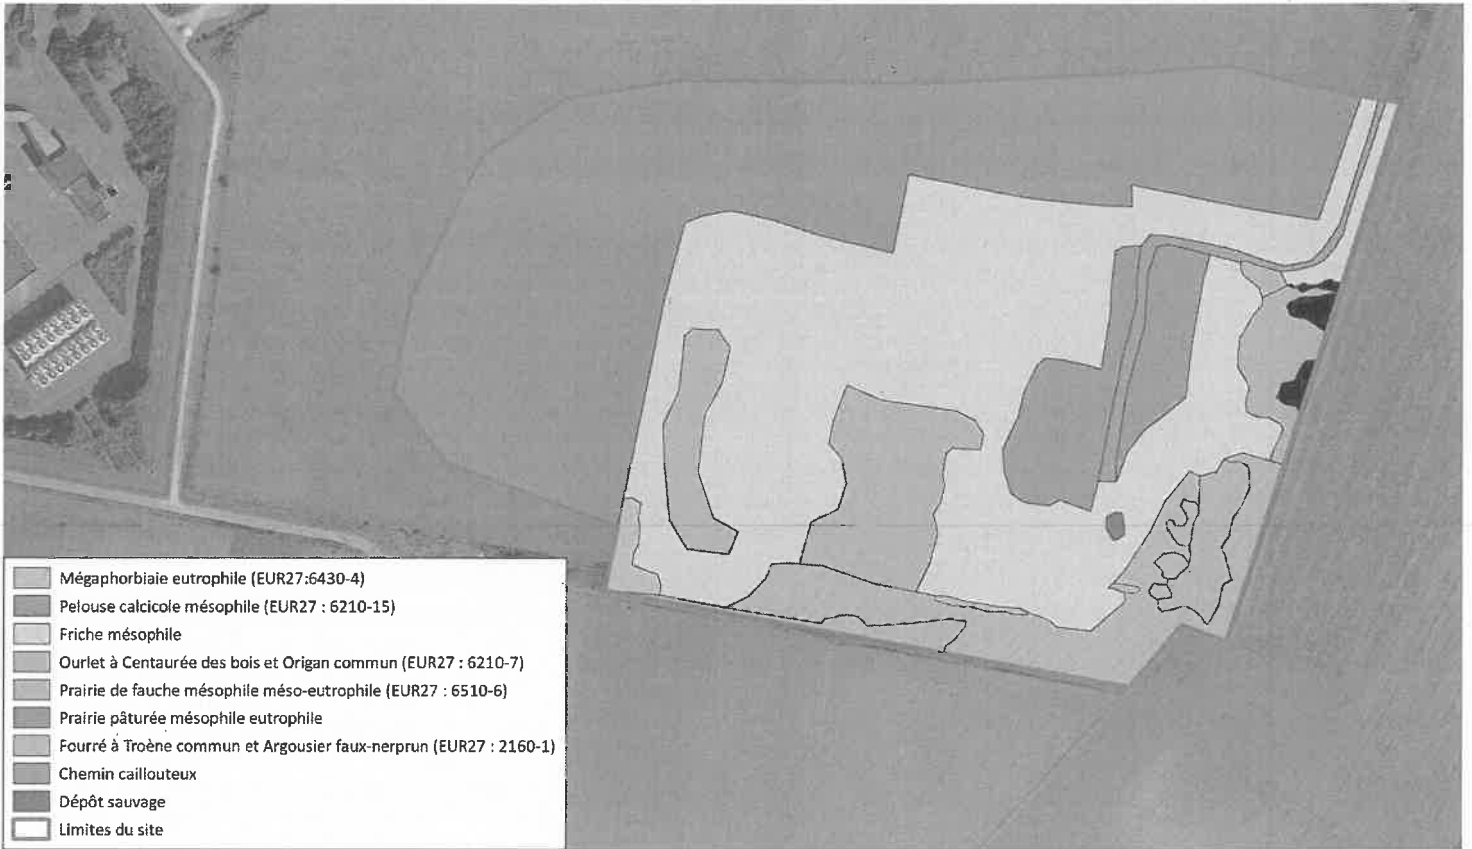 Mégaphorbiaie eutrophile (EUR27:6430-4)
Pelouse calcicole mésophile (EUR27 : 6210-15)
Friche mésophile
Ourlet à Centaurée des bois et Origan commun (EUR27 : 6210-7)
Prairie de fauche mésophile méso-eutrophile (EUR27 : 6510-6)
Prairie pâturée mésophile eutrophile
Fourré à Troène commun et Argousier faux-nerprun (EUR27 : 2160-1)
Chemin caillouteux
Dépôt sauvage
Limites du site